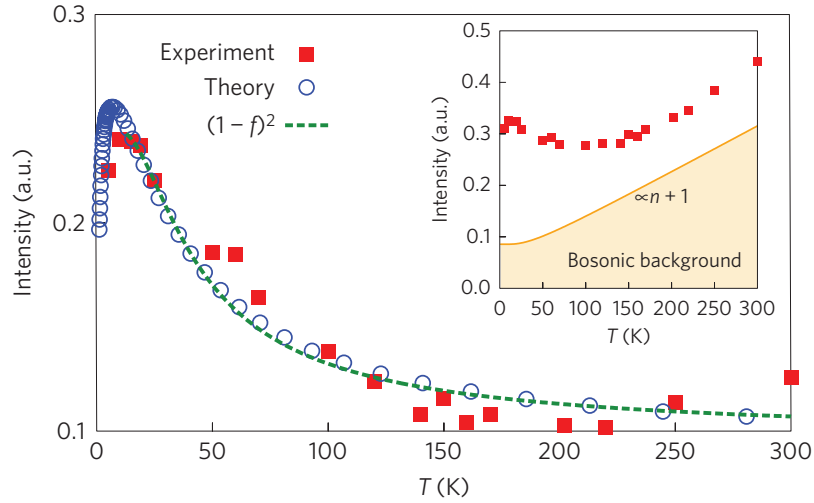 0.3
0.2
0.1
Intensity (a.u.)
Experiment
Theory
(1 − f)²
0
50
100
150
200
250
300
T (K)
0.5
0.4
0.3
0.2
0.1
0.0
Intensity (a.u.)
∝n + 1
Bosonic background
0
50
100
150
200
250
300
T (K)